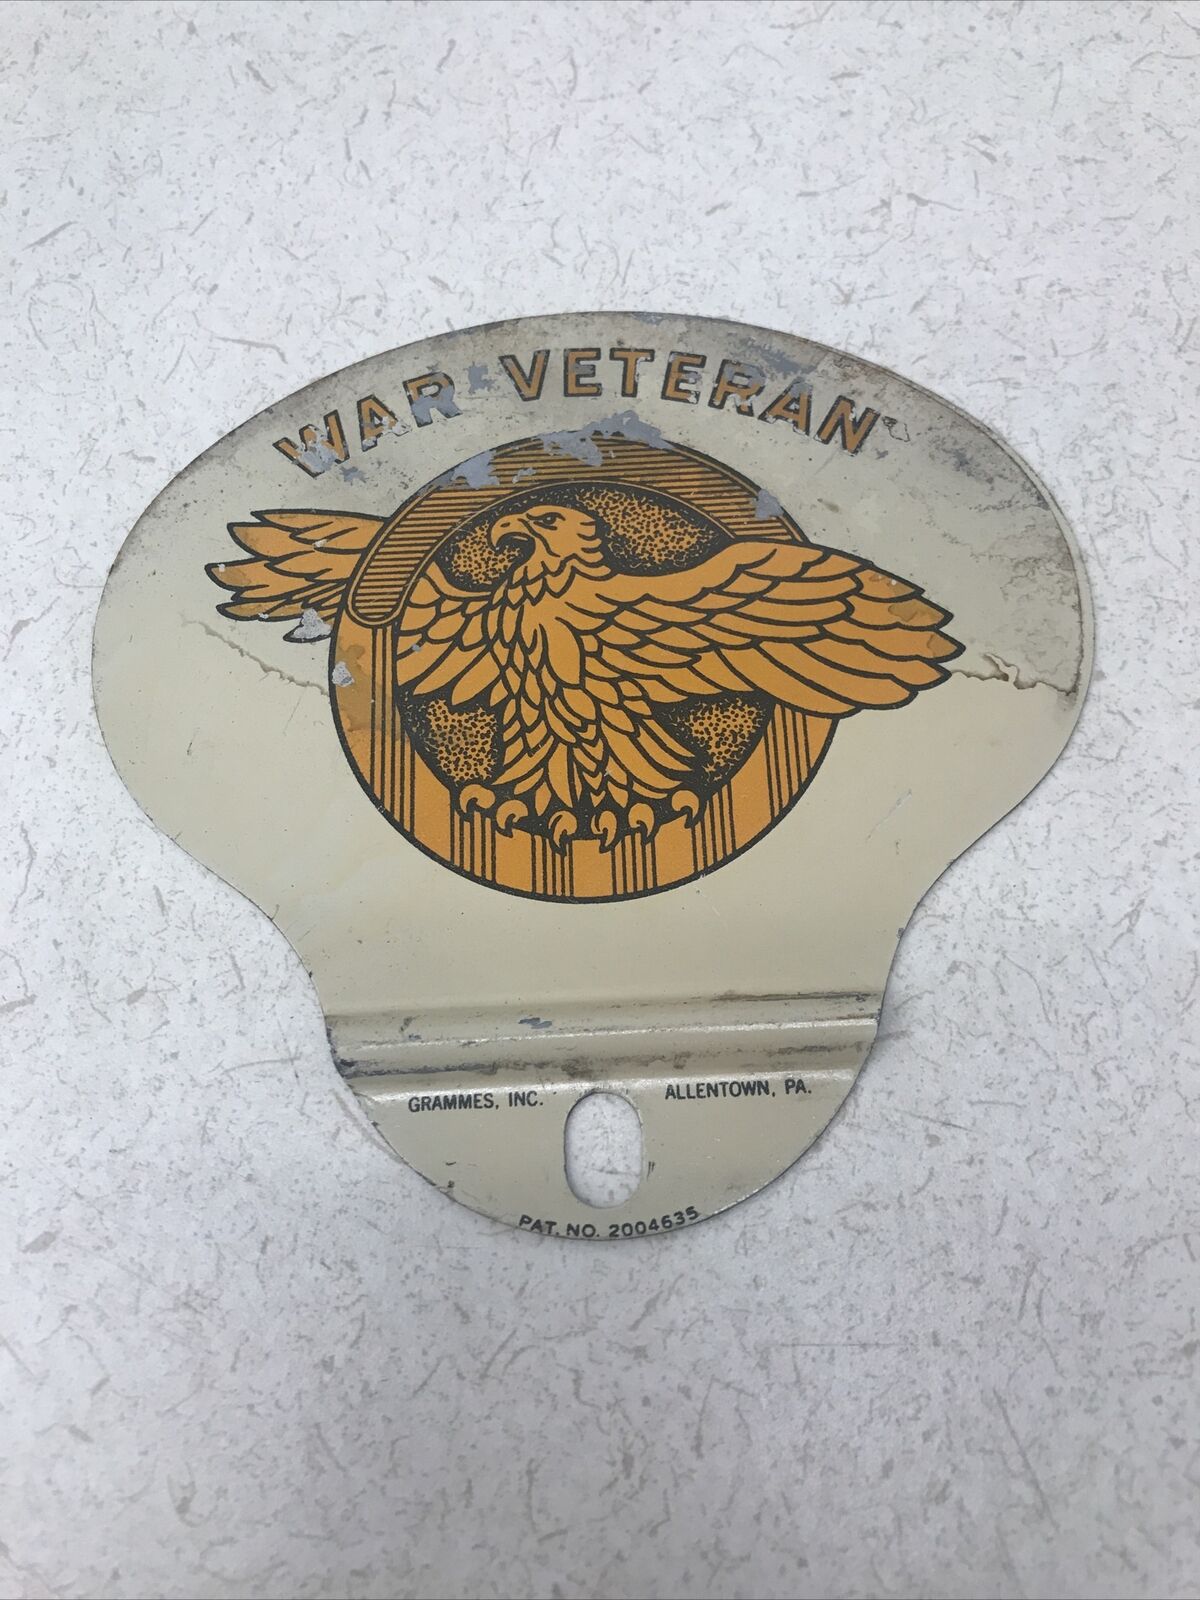 WAR VETERAN
GRAMMES, INC. ALLENTOWN, PA.
PAT. NO. 2004635